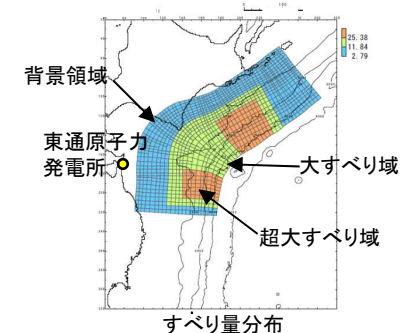 25.38
11.84
2.79
背景領域
東通原子力
発電所
大すべり域
超大すべり域
すべり量分布